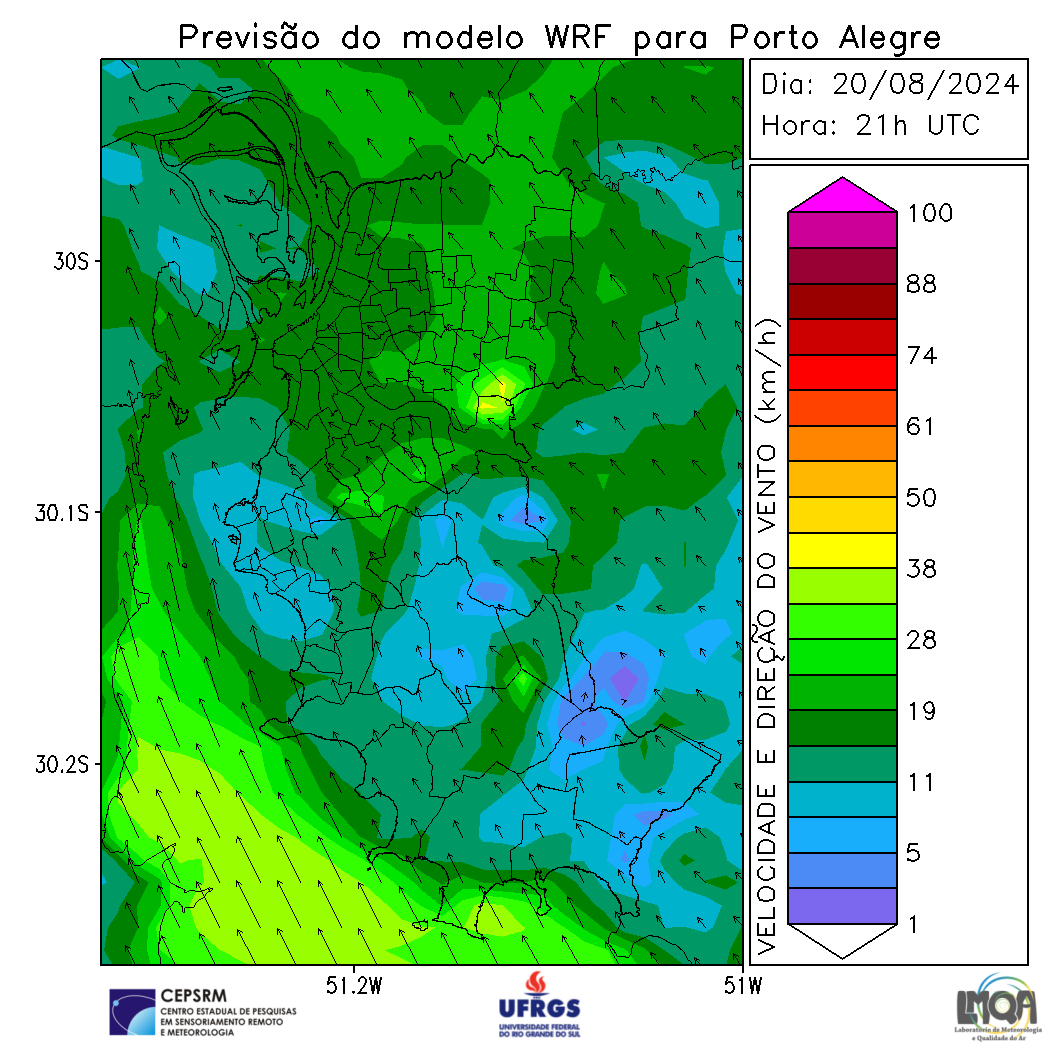 Previsão do modelo WRF para Porto Alegre
Dia: 20/08/2024
Hora: 21h UTC
30S
30.1S
30.2S
51.2W
51W
VELOCIDADE E DIREÇÃO DO VENTO (km/h)
100
88
74
61
50
38
28
19
11
5
1
CEPSRM
CENTRO ESTADUAL DE PESQUISAS
EM SENSORIAMENTO REMOTO
E METEOROLOGIA
UFRGS
UNIVERSIDADE FEDERAL
DO RIO GRANDE DO SUL
LMQA
Laboratório de Meteorologia
e Qualidade do Ar